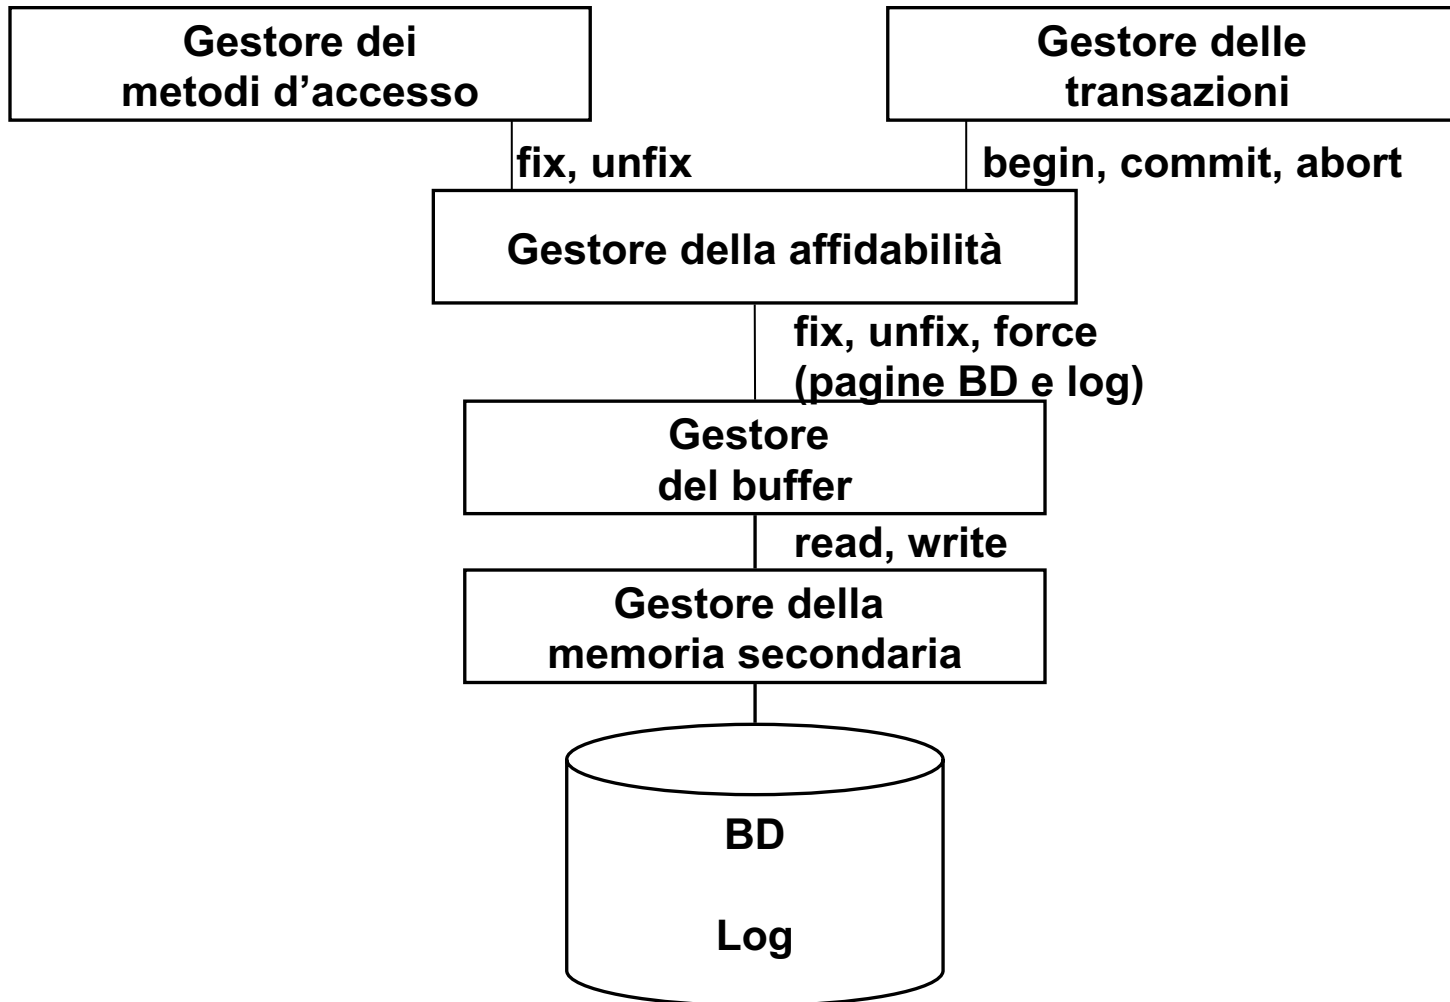 Gestore dei
metodi d’accesso
Gestore delle
transazioni
fix, unfix
begin, commit, abort
Gestore della affidabilità
fix, unfix, force
(pagine BD e log)
Gestore
del buffer
read, write
Gestore della
memoria secondaria
BD
Log